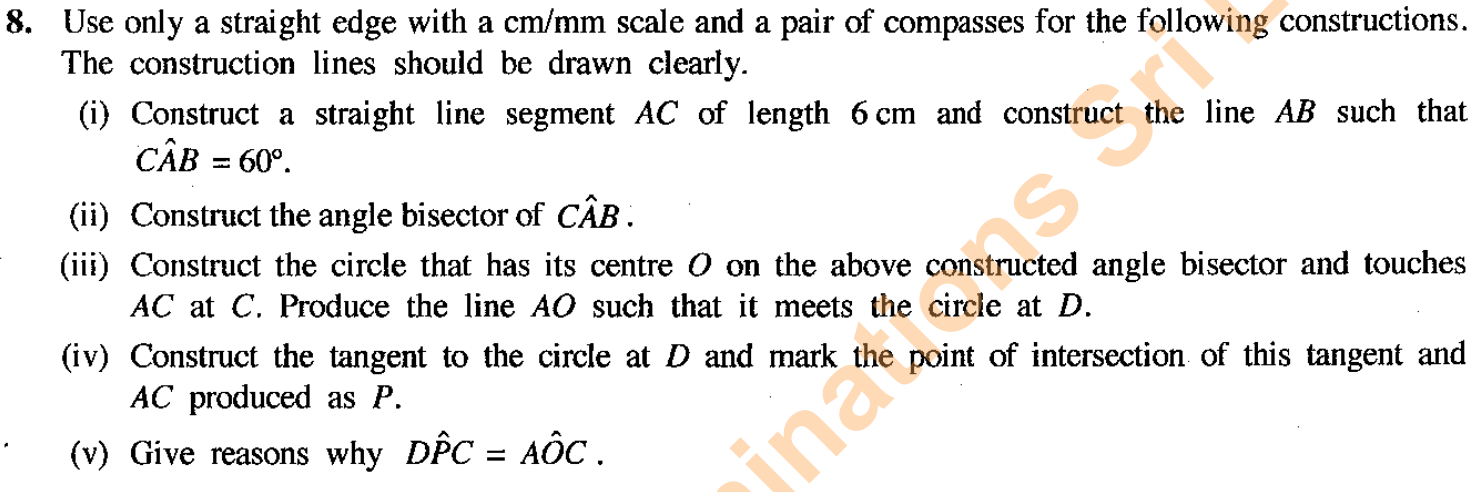 8. Use only a straight edge with a cm/mm scale and a pair of compasses for the following constructions.
The construction lines should be drawn clearly.
(i) Construct a straight line segment AC of length 6 cm and construct the line AB such that
CÂB = 60°.
(ii) Construct the angle bisector of CÂB.
(iii) Construct the circle that has its centre O on the above constructed angle bisector and touches
AC at C. Produce the line AO such that it meets the circle at D.
(iv) Construct the tangent to the circle at D and mark the point of intersection of this tangent and
AC produced as P.
(v) Give reasons why DP̂C = AÔC.
inations Sri L